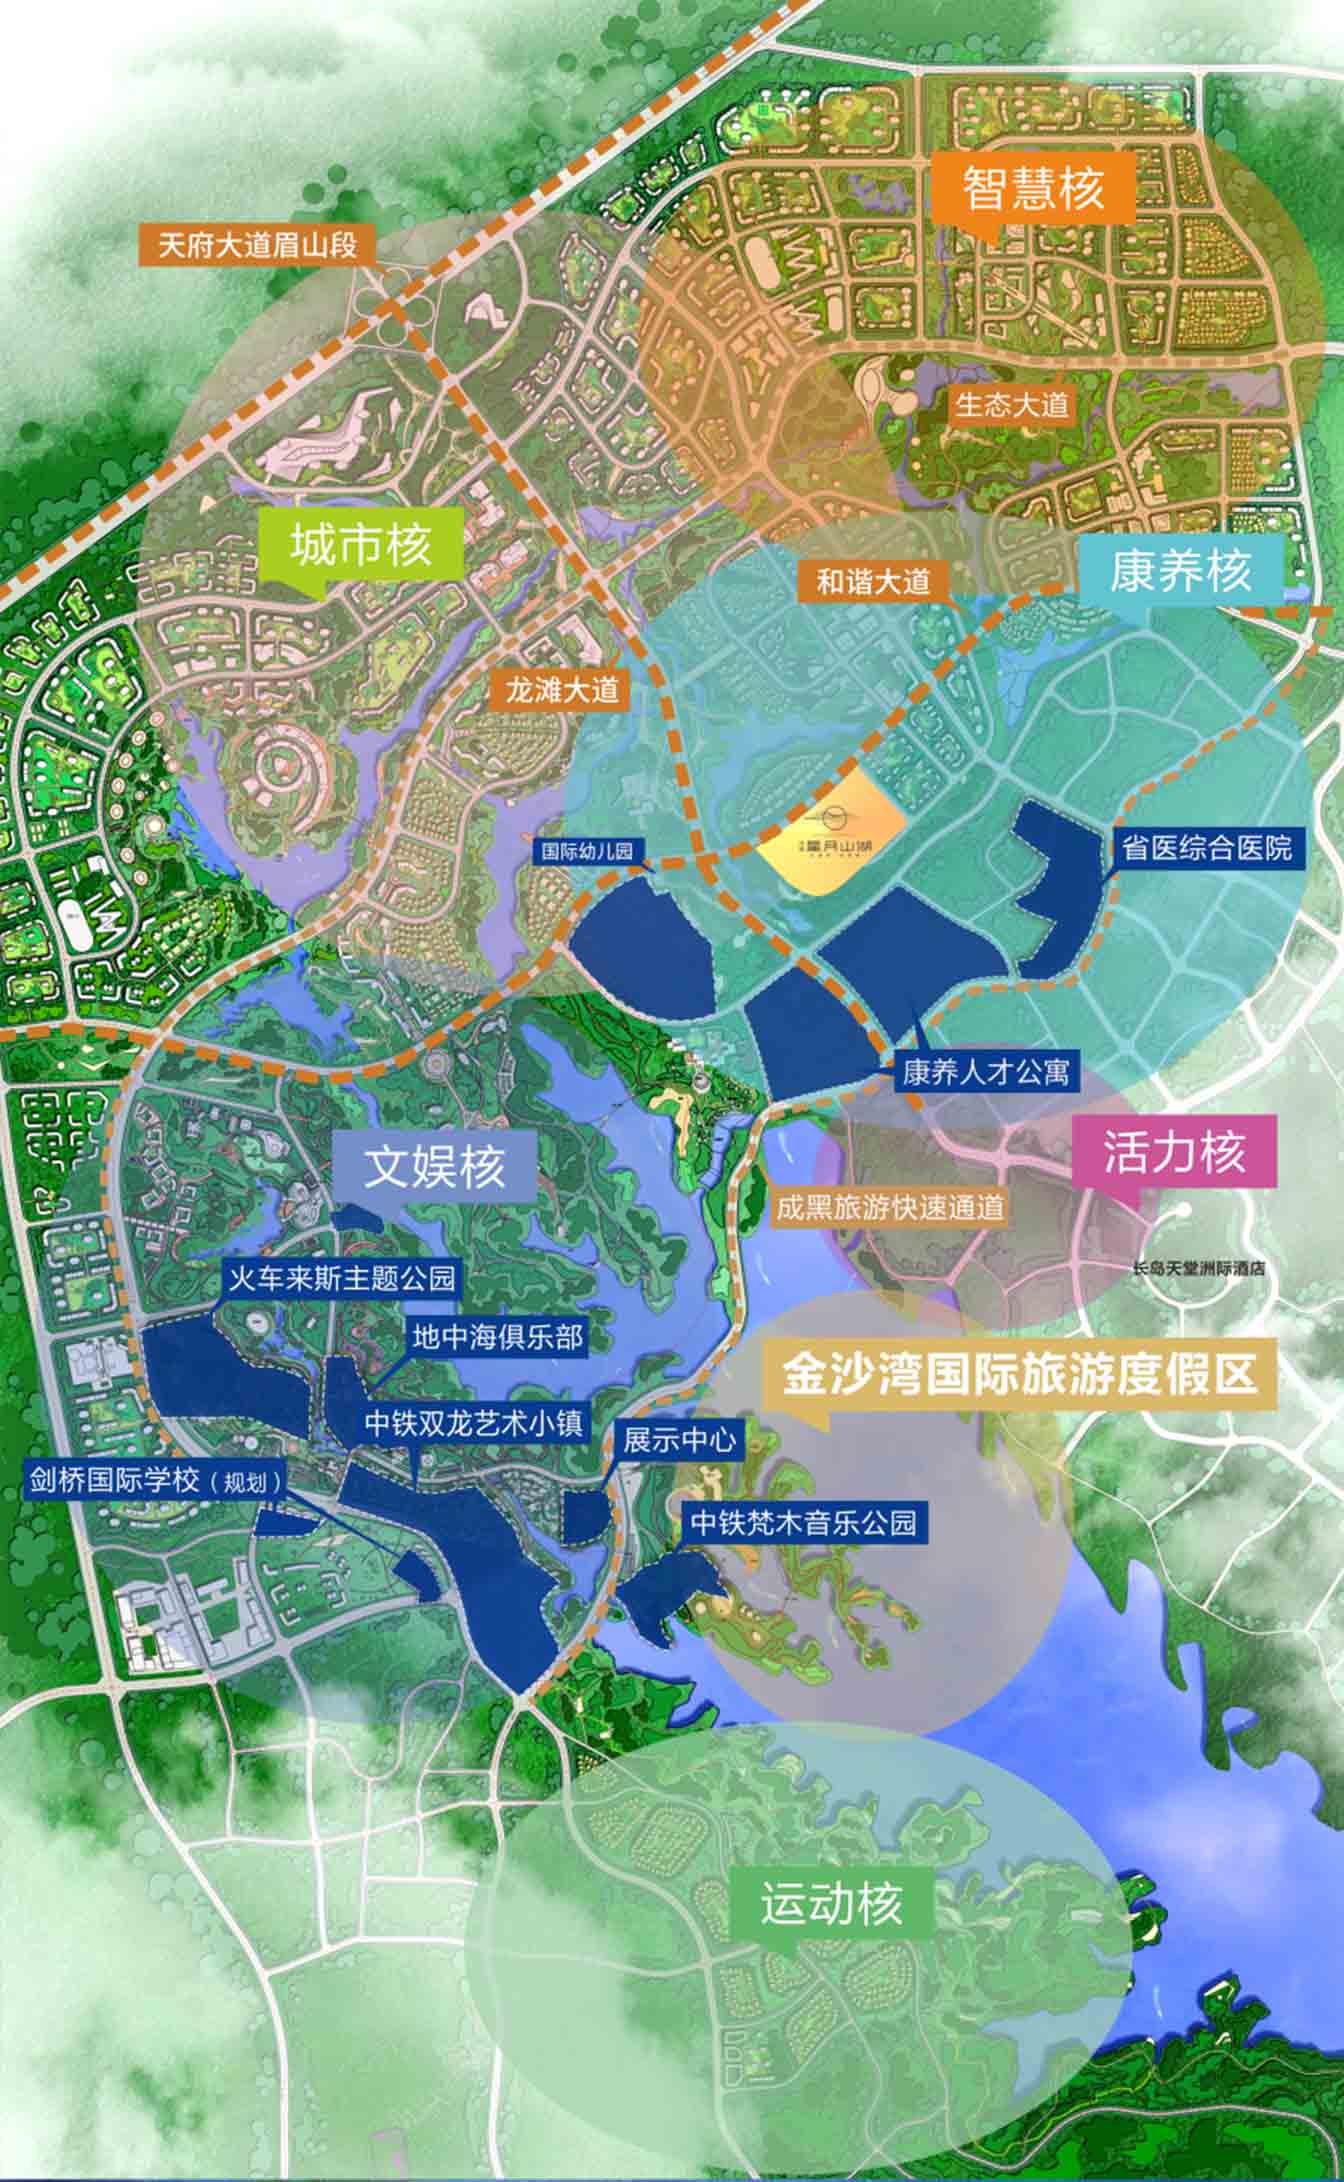 智慧核
天府大道眉山段
生态大道
城市核
康养核
和谐大道
龙滩大道
星月山湖
国际幼儿园
省医综合医院
康养人才公寓
文娱核
活力核
成黑旅游快速通道
长岛天堂洲际酒店
火车来斯主题公园
地中海俱乐部
金沙湾国际旅游度假区
中铁双龙艺术小镇
展示中心
剑桥国际学校（规划）
中铁梵木音乐公园
运动核